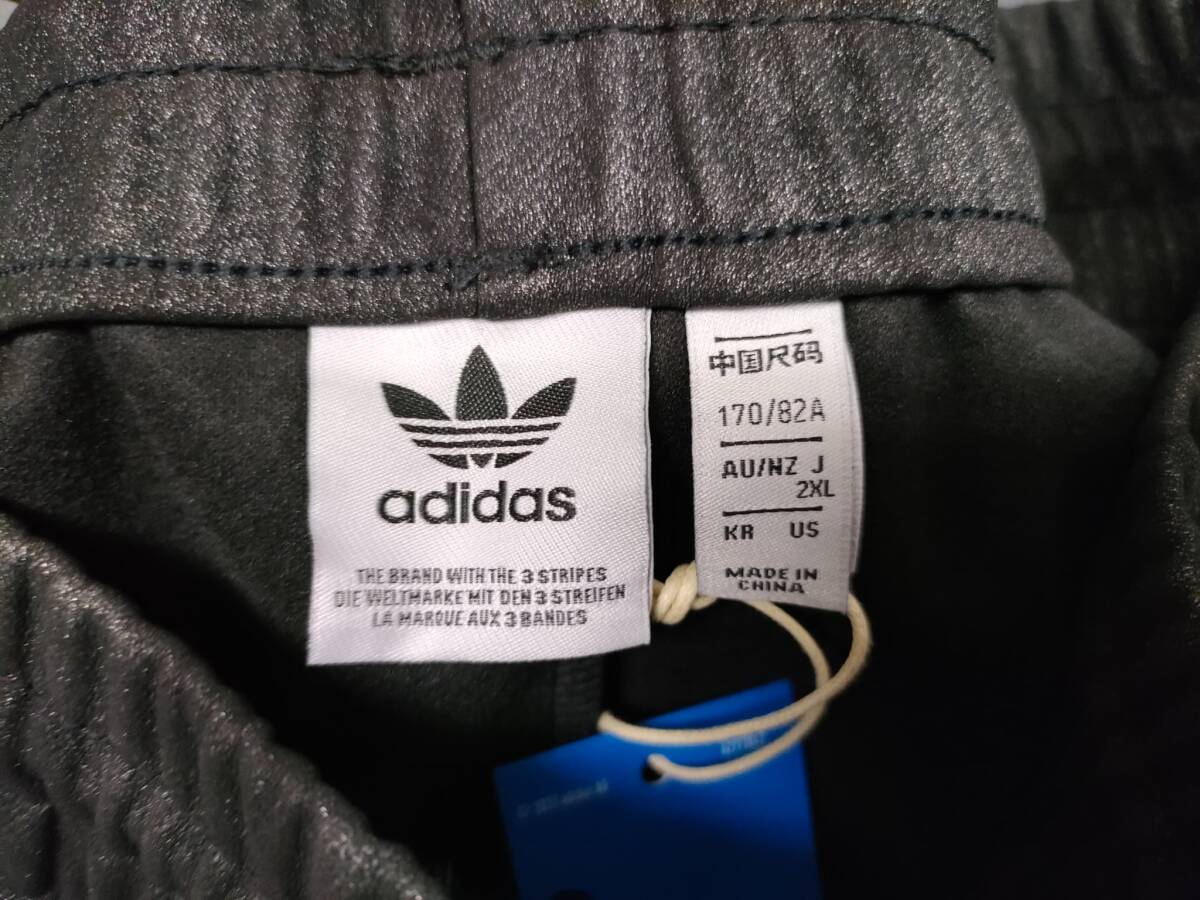 adidas
THE BRAND WITH THE 3 STRIPES
DIE WELTMARKE MIT DEN 3 STREIFEN
LA MARQUE AUX 3 BANDES
中国尺码
170/82A
AU/NZ J
2XL
KR US
MADE IN
CHINA